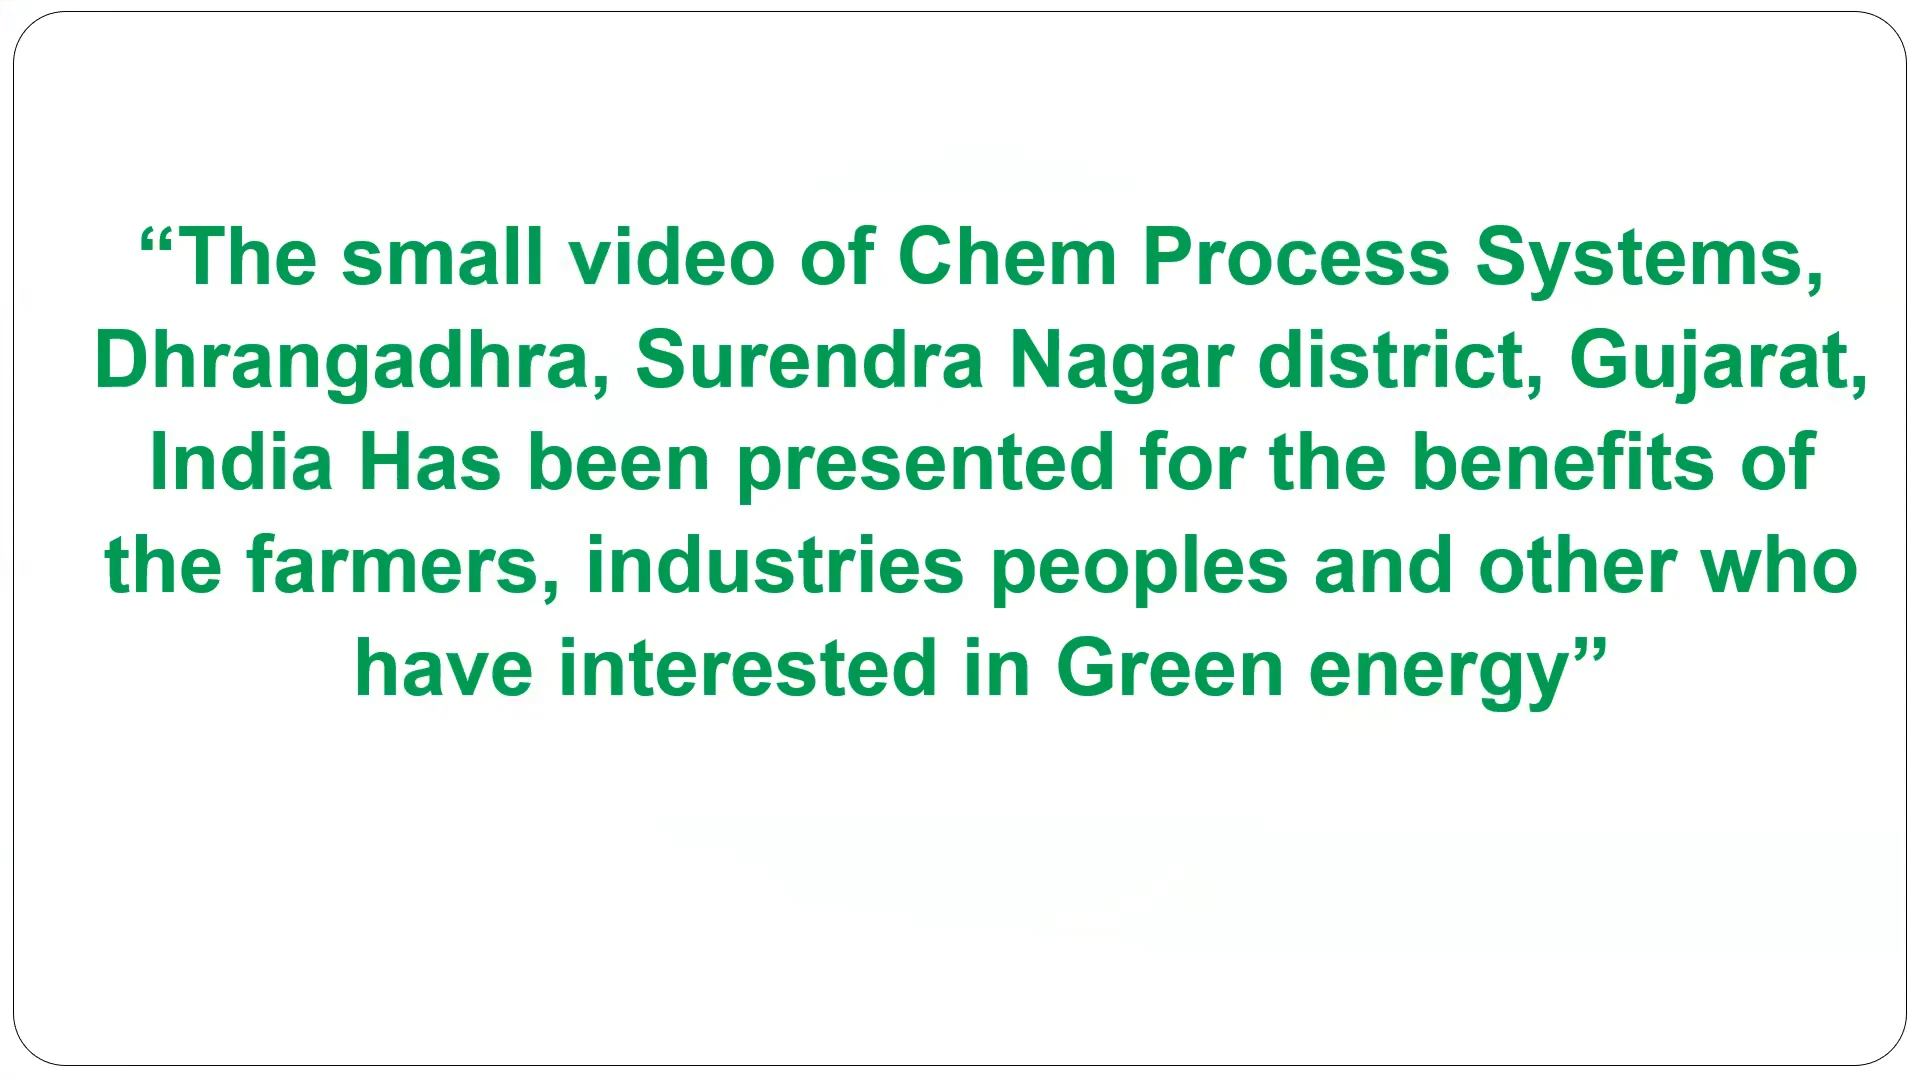 “The small video of Chem Process Systems,
Dhrangadhra, Surendra Nagar district, Gujarat,
India Has been presented for the benefits of
the farmers, industries peoples and other who
have interested in Green energy”